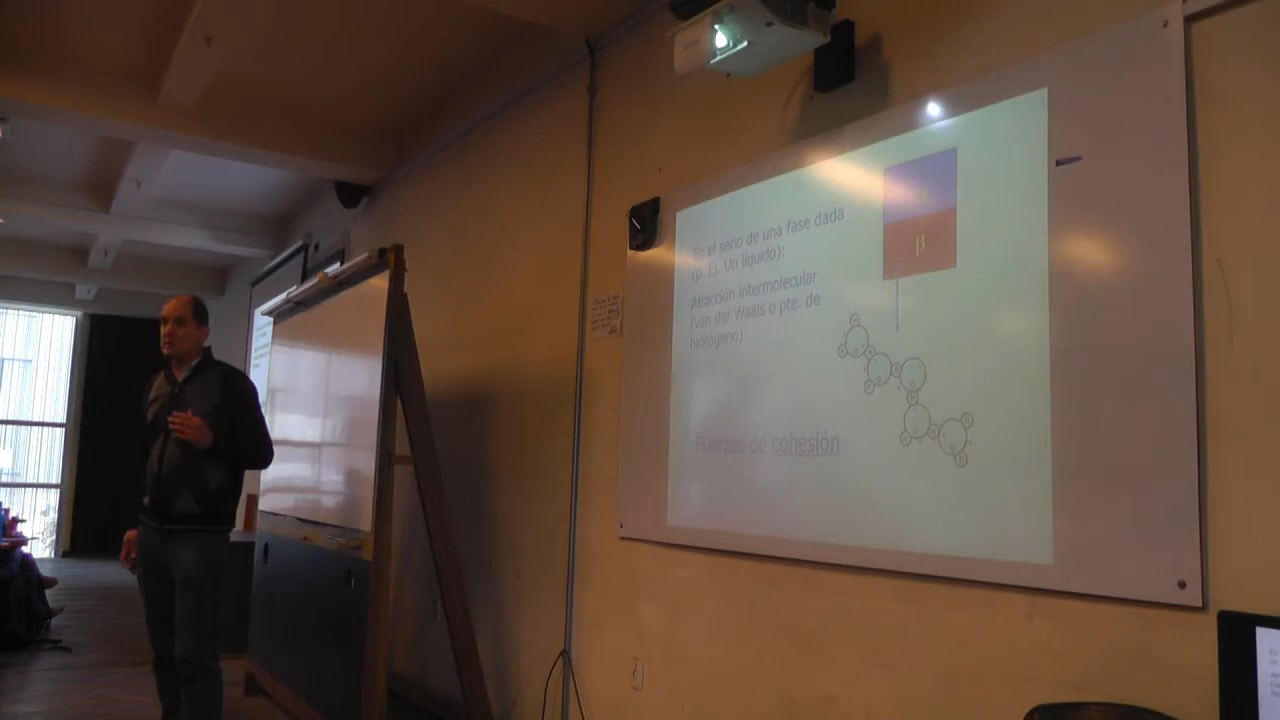 En el seno de una fase dada
(p. Ej. Un líquido):
Atracción intermolecular
(van der Waals o pte. de
hidrógeno)
Fuerzas de cohesión
β